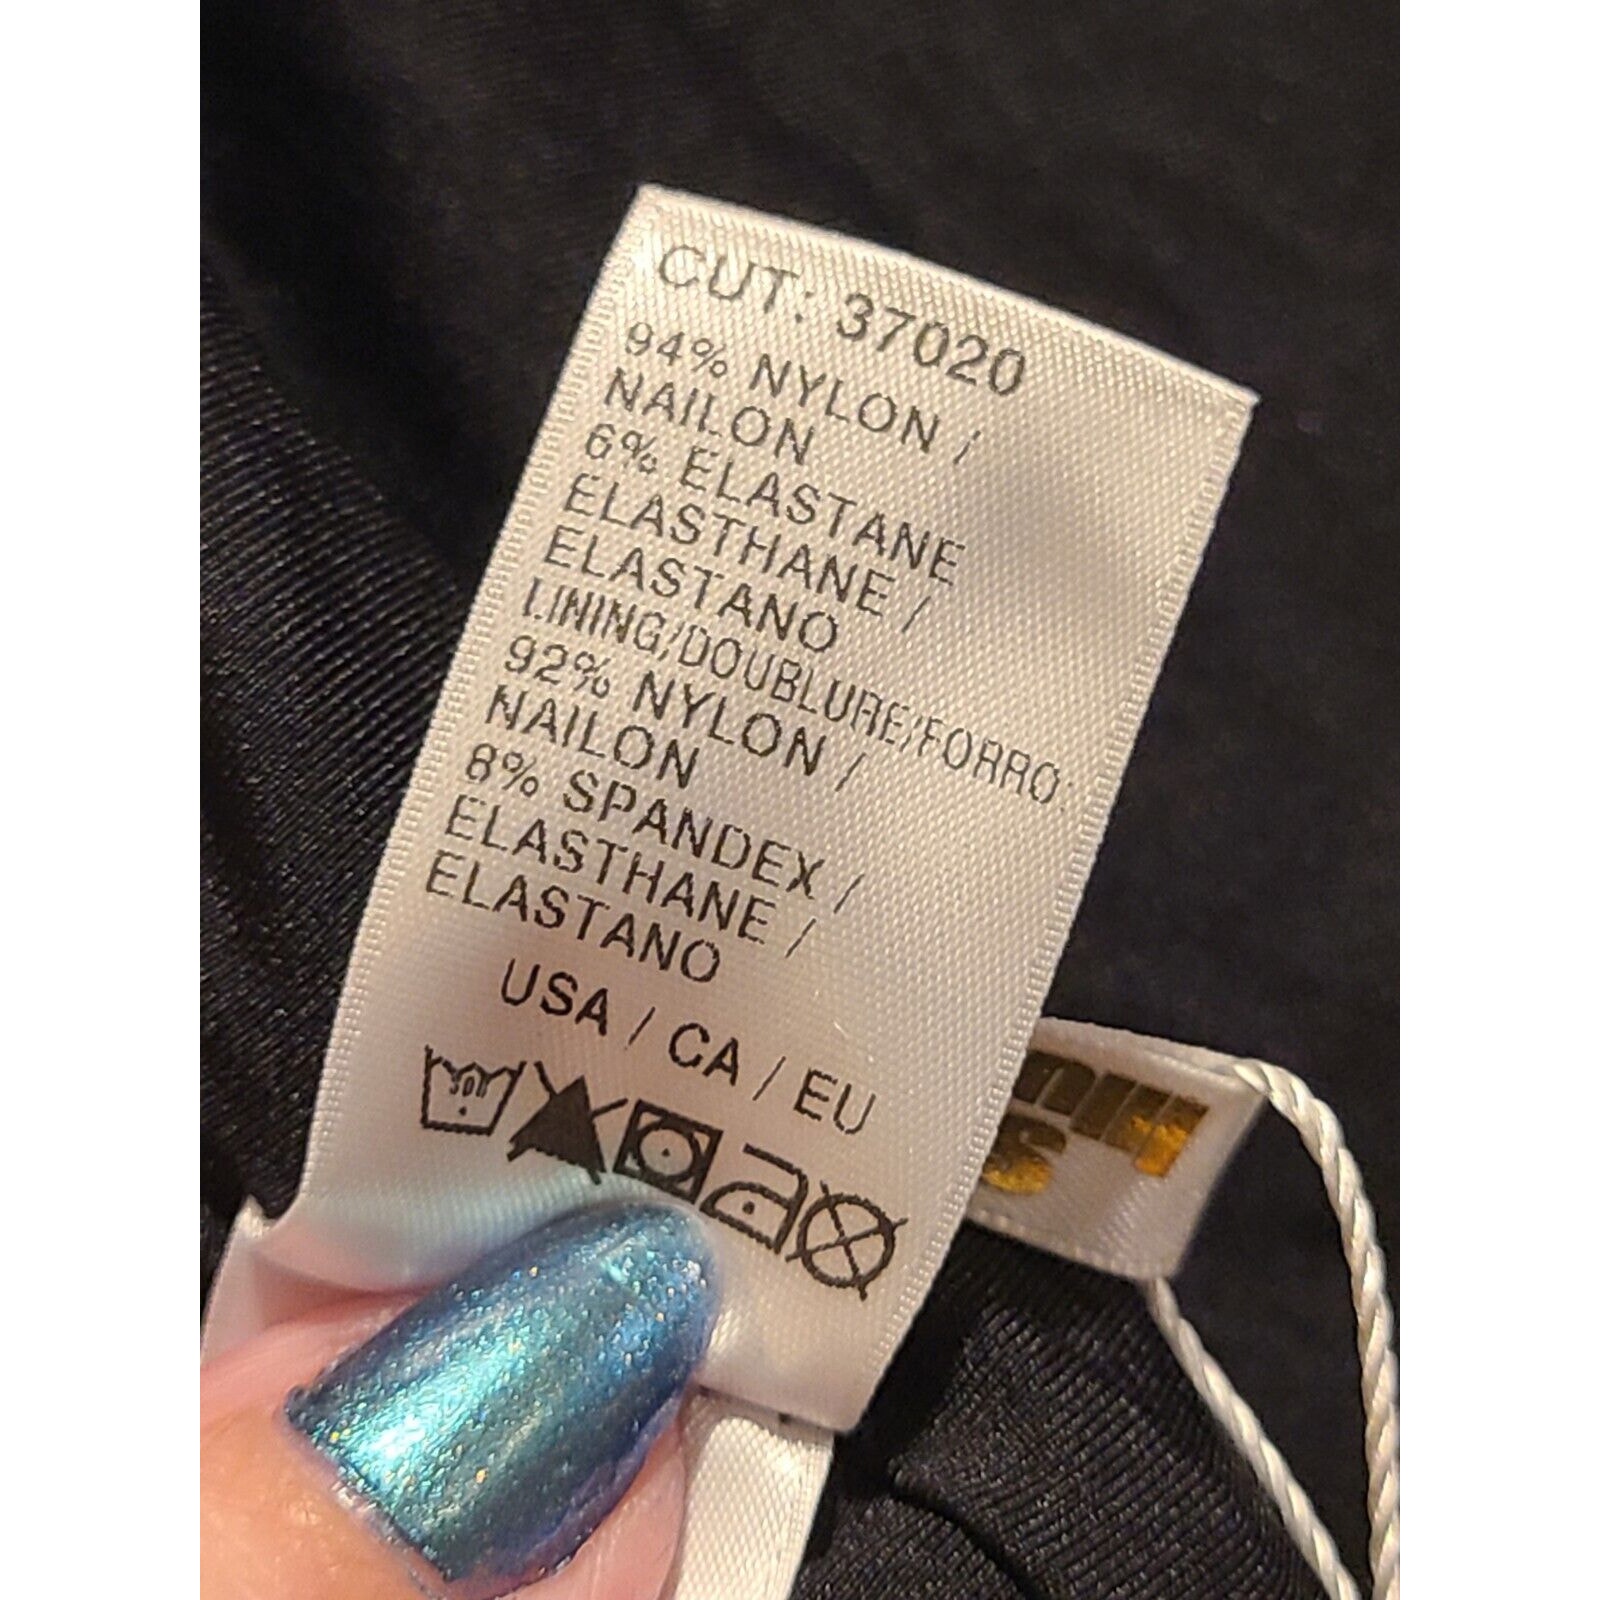 CUT: 37020
94% NYLON /
NAILON
6% ELASTANE
ELASTHANE /
ELASTANO
LINING/DOUBLURE/FORRO:
92% NYLON /
NAILON
8% SPANDEX /
ELASTHANE /
ELASTANO
USA / CA / EU
S